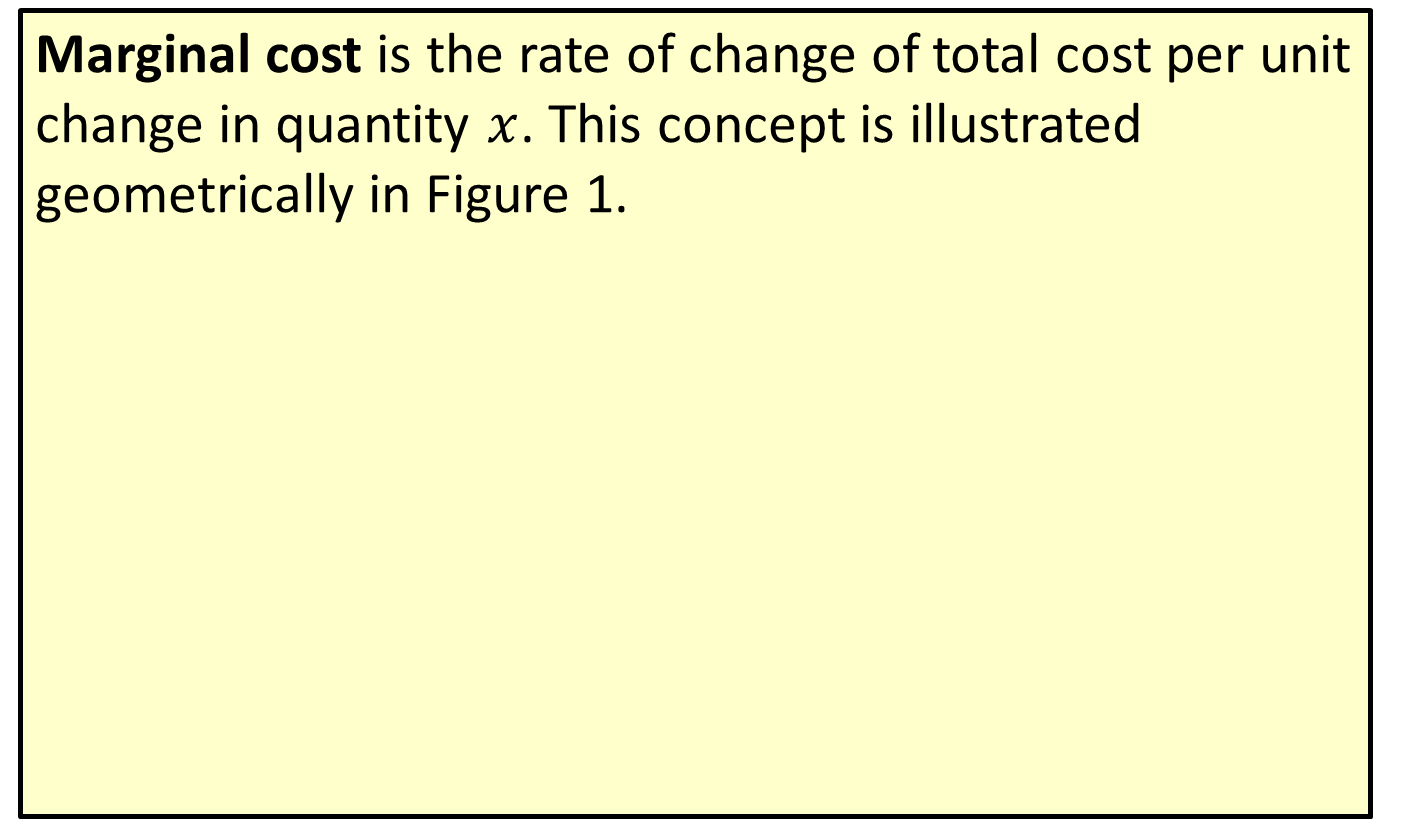 Marginal cost is the rate of change of total cost per unit
change in quantity 𝑥. This concept is illustrated
geometrically in Figure 1.